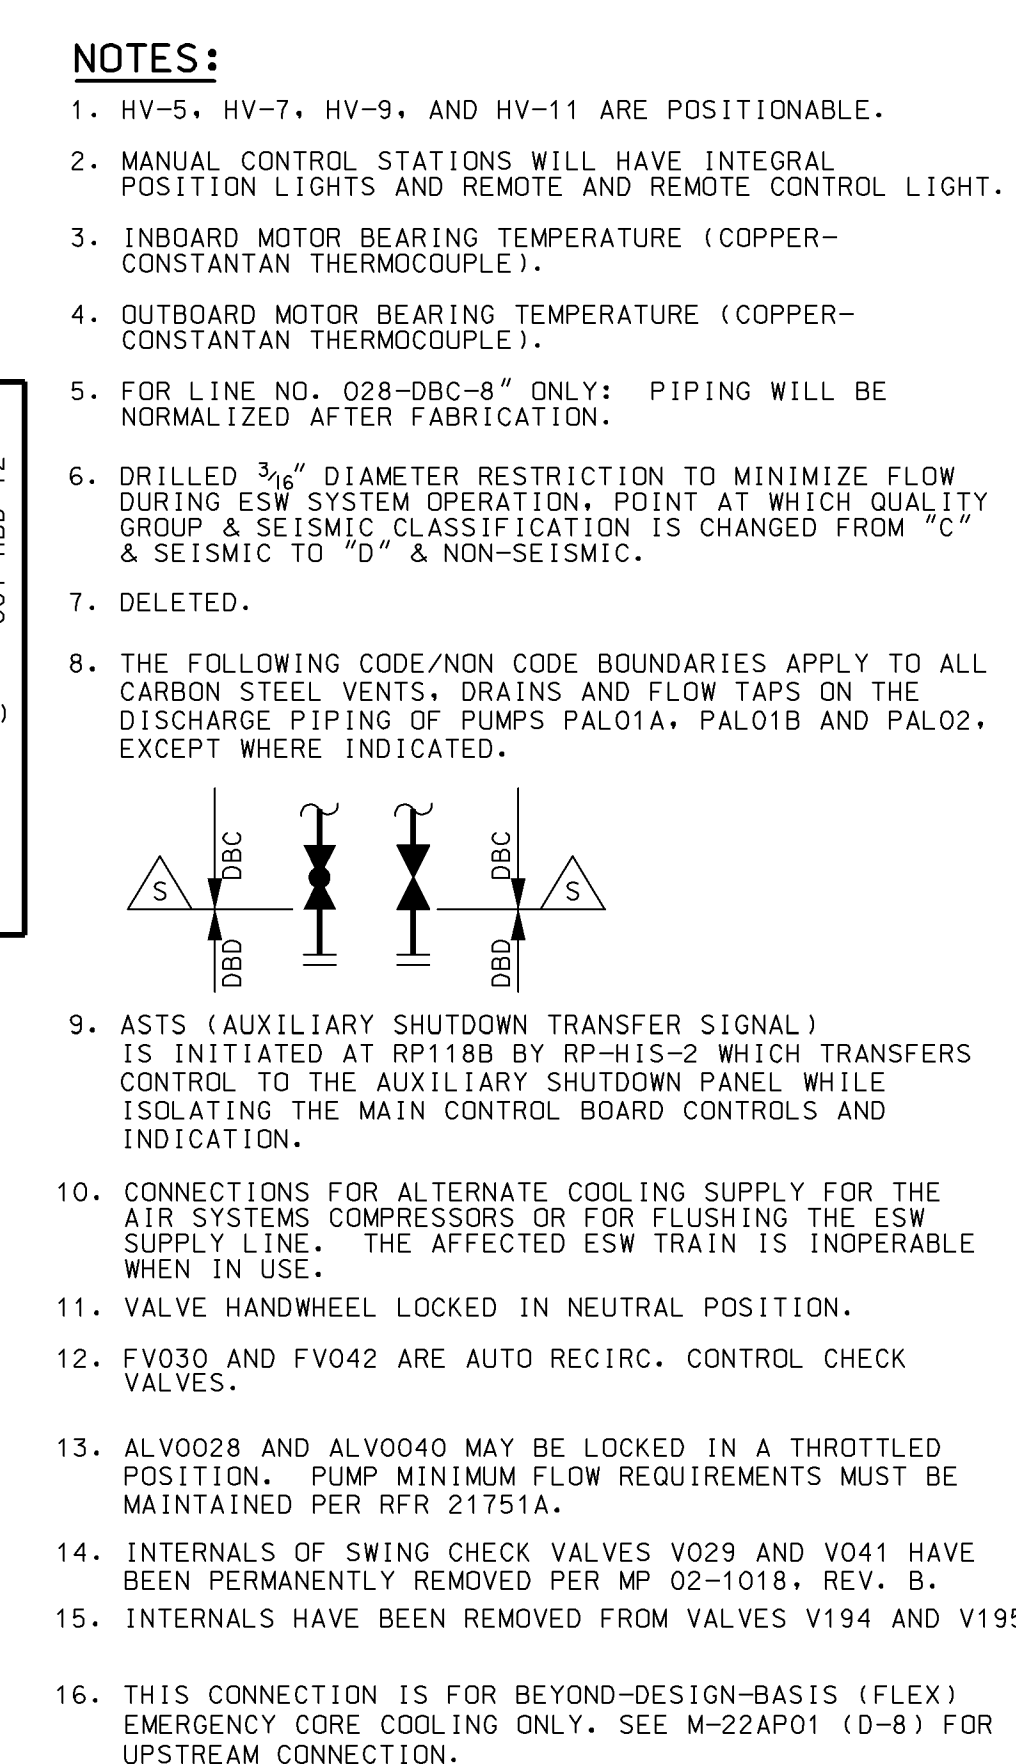 NOTES:
1. HV-5, HV-7, HV-9, AND HV-11 ARE POSITIONABLE.
2. MANUAL CONTROL STATIONS WILL HAVE INTEGRAL
POSITION LIGHTS AND REMOTE AND REMOTE CONTROL LIGHT.
3. INBOARD MOTOR BEARING TEMPERATURE (COPPER-
CONSTANTAN THERMOCOUPLE).
4. OUTBOARD MOTOR BEARING TEMPERATURE (COPPER-
CONSTANTAN THERMOCOUPLE).
5. FOR LINE NO. 028-DBC-8" ONLY: PIPING WILL BE
NORMALIZED AFTER FABRICATION.
6. DRILLED 3/16" DIAMETER RESTRICTION TO MINIMIZE FLOW
DURING ESW SYSTEM OPERATION, POINT AT WHICH QUALITY
GROUP & SEISMIC CLASSIFICATION IS CHANGED FROM "C"
& SEISMIC TO "D" & NON-SEISMIC.
7. DELETED.
8. THE FOLLOWING CODE/NON CODE BOUNDARIES APPLY TO ALL
CARBON STEEL VENTS, DRAINS AND FLOW TAPS ON THE
DISCHARGE PIPING OF PUMPS PAL01A, PAL01B AND PAL02,
EXCEPT WHERE INDICATED.
S DBC DBC S
DBD DBD
9. ASTS (AUXILIARY SHUTDOWN TRANSFER SIGNAL)
IS INITIATED AT RP118B BY RP-HIS-2 WHICH TRANSFERS
CONTROL TO THE AUXILIARY SHUTDOWN PANEL WHILE
ISOLATING THE MAIN CONTROL BOARD CONTROLS AND
INDICATION.
10. CONNECTIONS FOR ALTERNATE COOLING SUPPLY FOR THE
AIR SYSTEMS COMPRESSORS OR FOR FLUSHING THE ESW
SUPPLY LINE. THE AFFECTED ESW TRAIN IS INOPERABLE
WHEN IN USE.
11. VALVE HANDWHEEL LOCKED IN NEUTRAL POSITION.
12. FV030 AND FV042 ARE AUTO RECIRC. CONTROL CHECK
VALVES.
13. ALV0028 AND ALV0040 MAY BE LOCKED IN A THROTTLED
POSITION. PUMP MINIMUM FLOW REQUIREMENTS MUST BE
MAINTAINED PER RFR 21751A.
14. INTERNALS OF SWING CHECK VALVES V029 AND V041 HAVE
BEEN PERMANENTLY REMOVED PER MP 02-1018, REV. B.
15. INTERNALS HAVE BEEN REMOVED FROM VALVES V194 AND V195
16. THIS CONNECTION IS FOR BEYOND-DESIGN-BASIS (FLEX)
EMERGENCY CORE COOLING ONLY. SEE M-22AP01 (D-8) FOR
UPSTREAM CONNECTION.